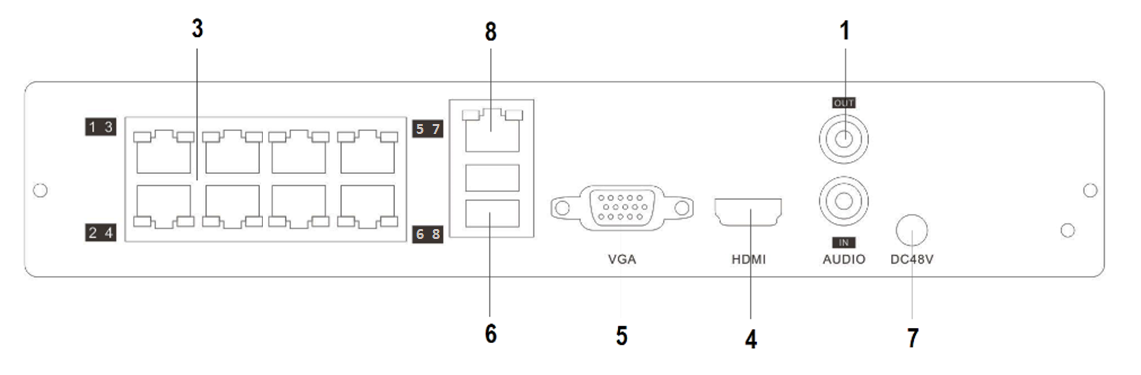 3 8 1
OUT
1 3 5 7
2 4 6 8
IN
VGA HDMI AUDIO DC48V
6 5 4 7